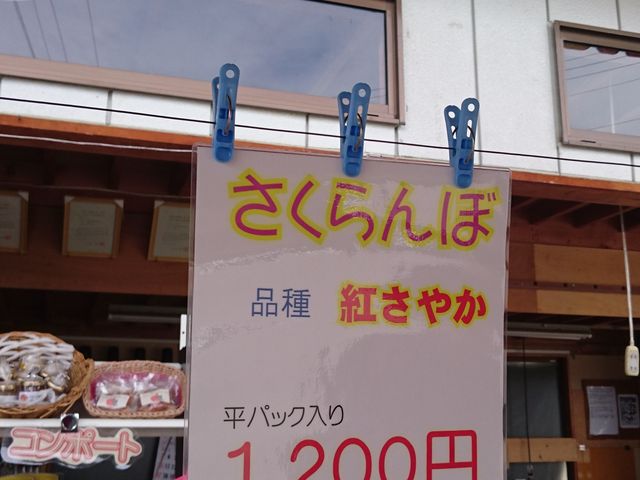 さくらんぼ
品種 紅さやか
平パック入り
1,200円
コンポート